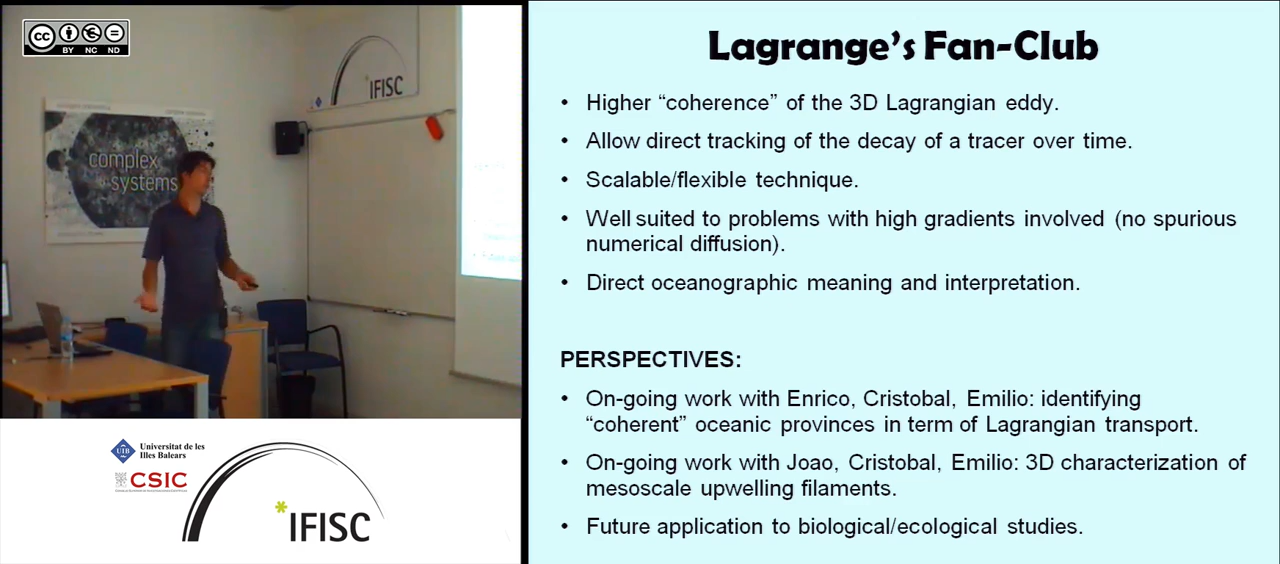 cc
BY NC ND
IFISC
complex
systems
Universitat de les
Illes Balears
UIB
CSIC
*IFISC
Lagrange's Fan-Club
• Higher “coherence” of the 3D Lagrangian eddy.
• Allow direct tracking of the decay of a tracer over time.
• Scalable/flexible technique.
• Well suited to problems with high gradients involved (no spurious
numerical diffusion).
• Direct oceanographic meaning and interpretation.
PERSPECTIVES:
• On-going work with Enrico, Cristobal, Emilio: identifying
“coherent” oceanic provinces in term of Lagrangian transport.
• On-going work with Joao, Cristobal, Emilio: 3D characterization of
mesoscale upwelling filaments.
• Future application to biological/ecological studies.